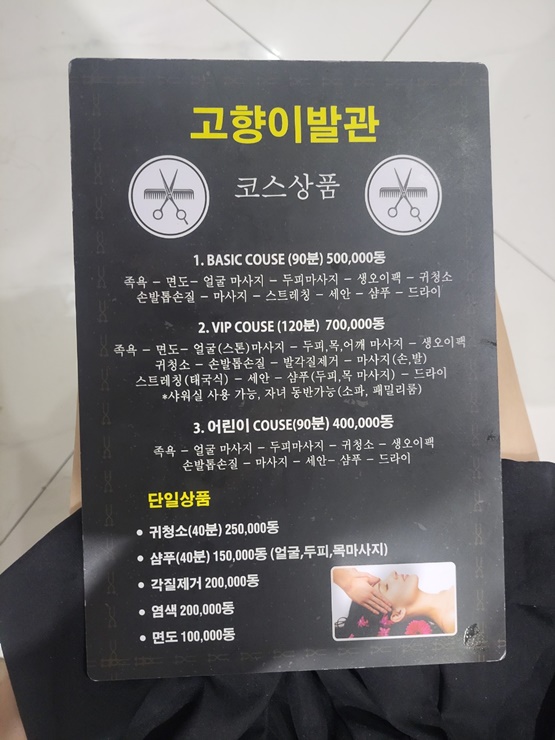 고향이발관
코스상품
1. BASIC COUSE (90분) 500,000동
족욕 – 면도– 얼굴 마사지 – 두피마사지 – 생오이팩 – 귀청소
손발톱손질 – 마사지 – 스트레칭 – 세안 – 샴푸 – 드라이
2. VIP COUSE (120분) 700,000동
족욕 – 면도– 얼굴(스톤)마사지 – 두피,목,어깨 마사지 – 생오이팩
귀청소 – 손발톱손질 – 발각질제거 – 마사지(손,발)
스트레칭(태국식) – 세안 – 샴푸(두피,목 마사지) – 드라이
*샤워실 사용 가능, 자녀 동반가능(소파, 패밀리룸)
3. 어린이 COUSE(90분) 400,000동
족욕 – 얼굴 마사지 – 두피마사지 – 귀청소 – 생오이팩
손발톱손질 – 마사지 – 세안– 샴푸 – 드라이
단일상품
• 귀청소(40분) 250,000동
• 샴푸(40분) 150,000동 (얼굴,두피,목마사지)
• 각질제거 200,000동
• 염색 200,000동
• 면도 100,000동